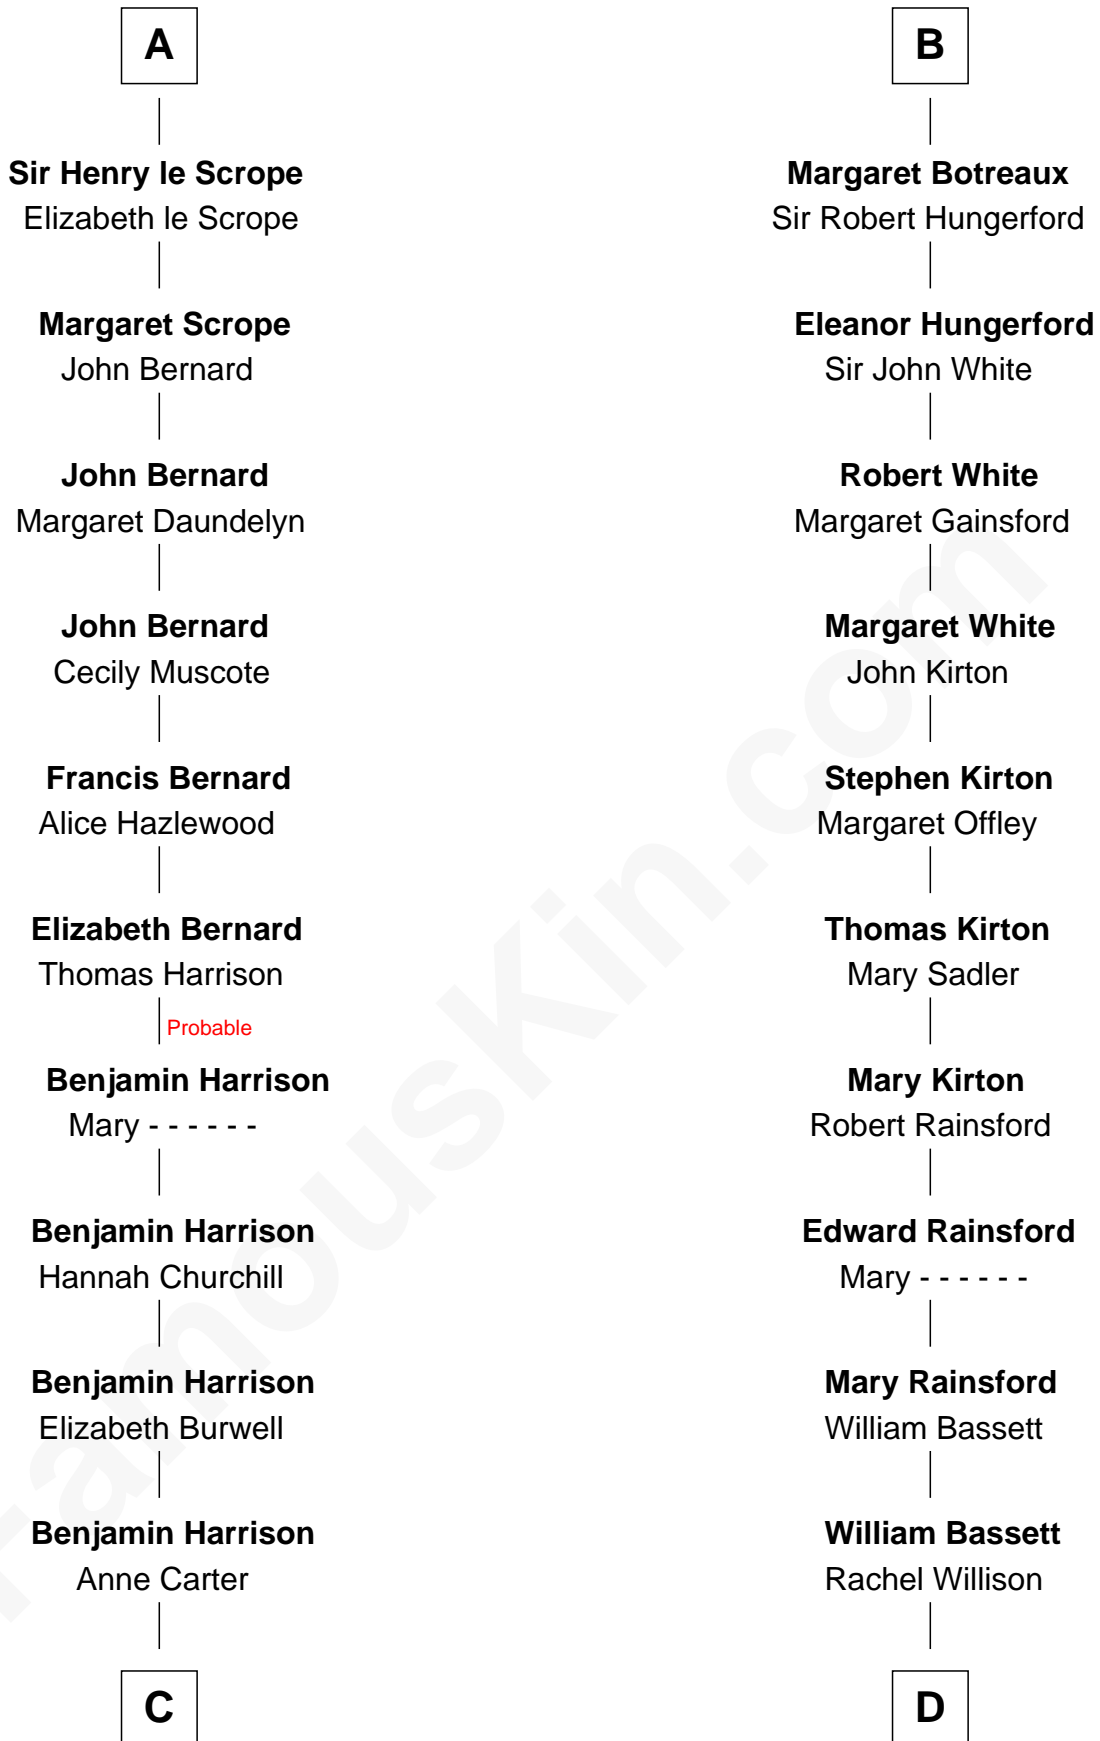 A
Sir Henry le Scrope
Elizabeth le Scrope
Margaret Scrope
John Bernard
John Bernard
Margaret Daundelyn
John Bernard
Cecily Muscote
Francis Bernard
Alice Hazlewood
Elizabeth Bernard
Thomas Harrison
Probable
Benjamin Harrison
Mary - - - - - -
Benjamin Harrison
Hannah Churchill
Benjamin Harrison
Elizabeth Burwell
Benjamin Harrison
Anne Carter
C
B
Margaret Botreaux
Sir Robert Hungerford
Eleanor Hungerford
Sir John White
Robert White
Margaret Gainsford
Margaret White
John Kirton
Stephen Kirton
Margaret Offley
Thomas Kirton
Mary Sadler
Mary Kirton
Robert Rainsford
Edward Rainsford
Mary - - - - - -
Mary Rainsford
William Bassett
William Bassett
Rachel Willison
D
FamousKin.com